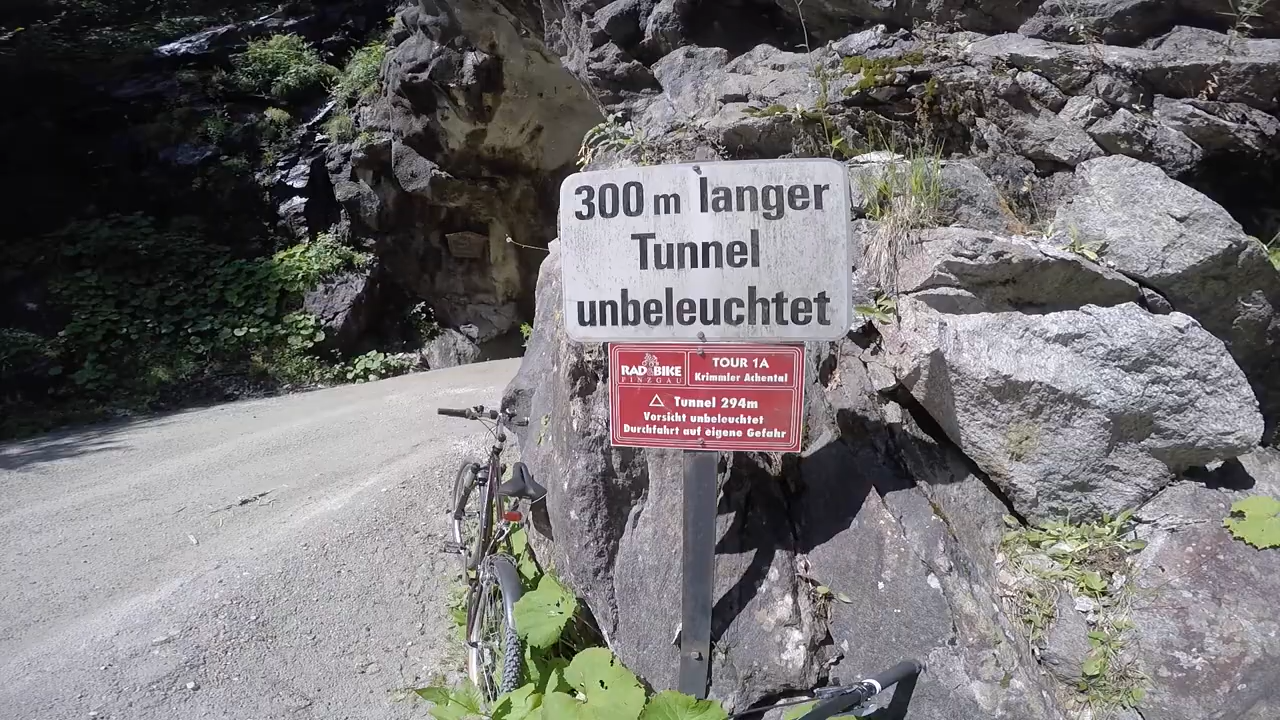 300 m langer
Tunnel
unbeleuchtet
RAD & BIKE
PINZGAU
TOUR 1A
Krimmler Achental
Tunnel 294m
Vorsicht unbeleuchtet
Durchfahrt auf eigene Gefahr